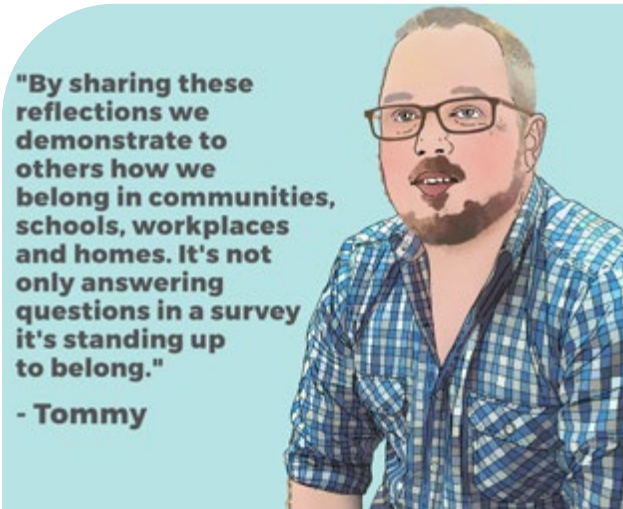 "By sharing these
reflections we
demonstrate to
others how we
belong in communities,
schools, workplaces
and homes. It's not
only answering
questions in a survey
it's standing up
to belong."
- Tommy